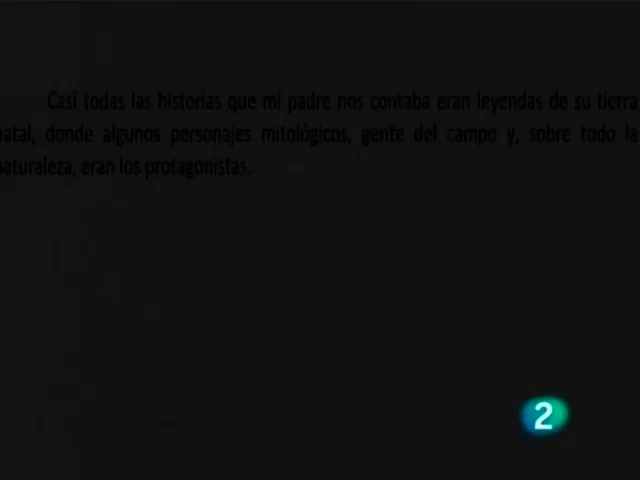 Casi todas las historias que mi padre nos contaba eran leyendas de su tierra
natal, donde algunos personajes mitológicos, gente del campo y, sobre todo la
naturaleza, eran los protagonistas.
2